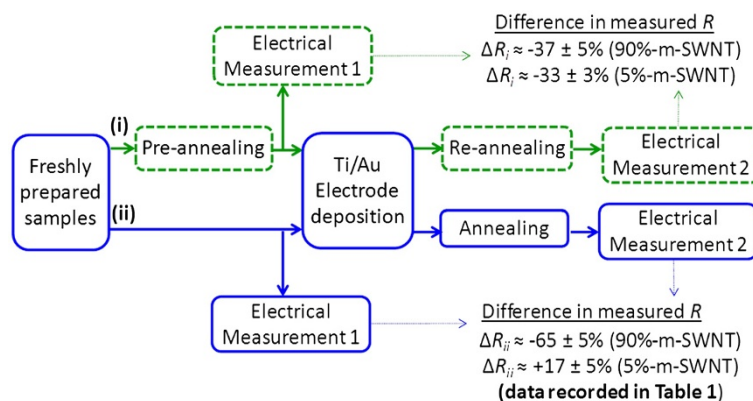 Difference in measured R
ΔRi ≈ -37 ± 5% (90%-m-SWNT)
ΔRi ≈ -33 ± 3% (5%-m-SWNT)
Electrical
Measurement 1
(i)
Pre-annealing
Re-annealing
Electrical
Measurement 2
Freshly
prepared
samples
Ti/Au
Electrode
deposition
(ii)
Annealing
Electrical
Measurement 2
Electrical
Measurement 1
Difference in measured R
ΔRii ≈ -65 ± 5% (90%-m-SWNT)
ΔRii ≈ +17 ± 5% (5%-m-SWNT)
(data recorded in Table 1)